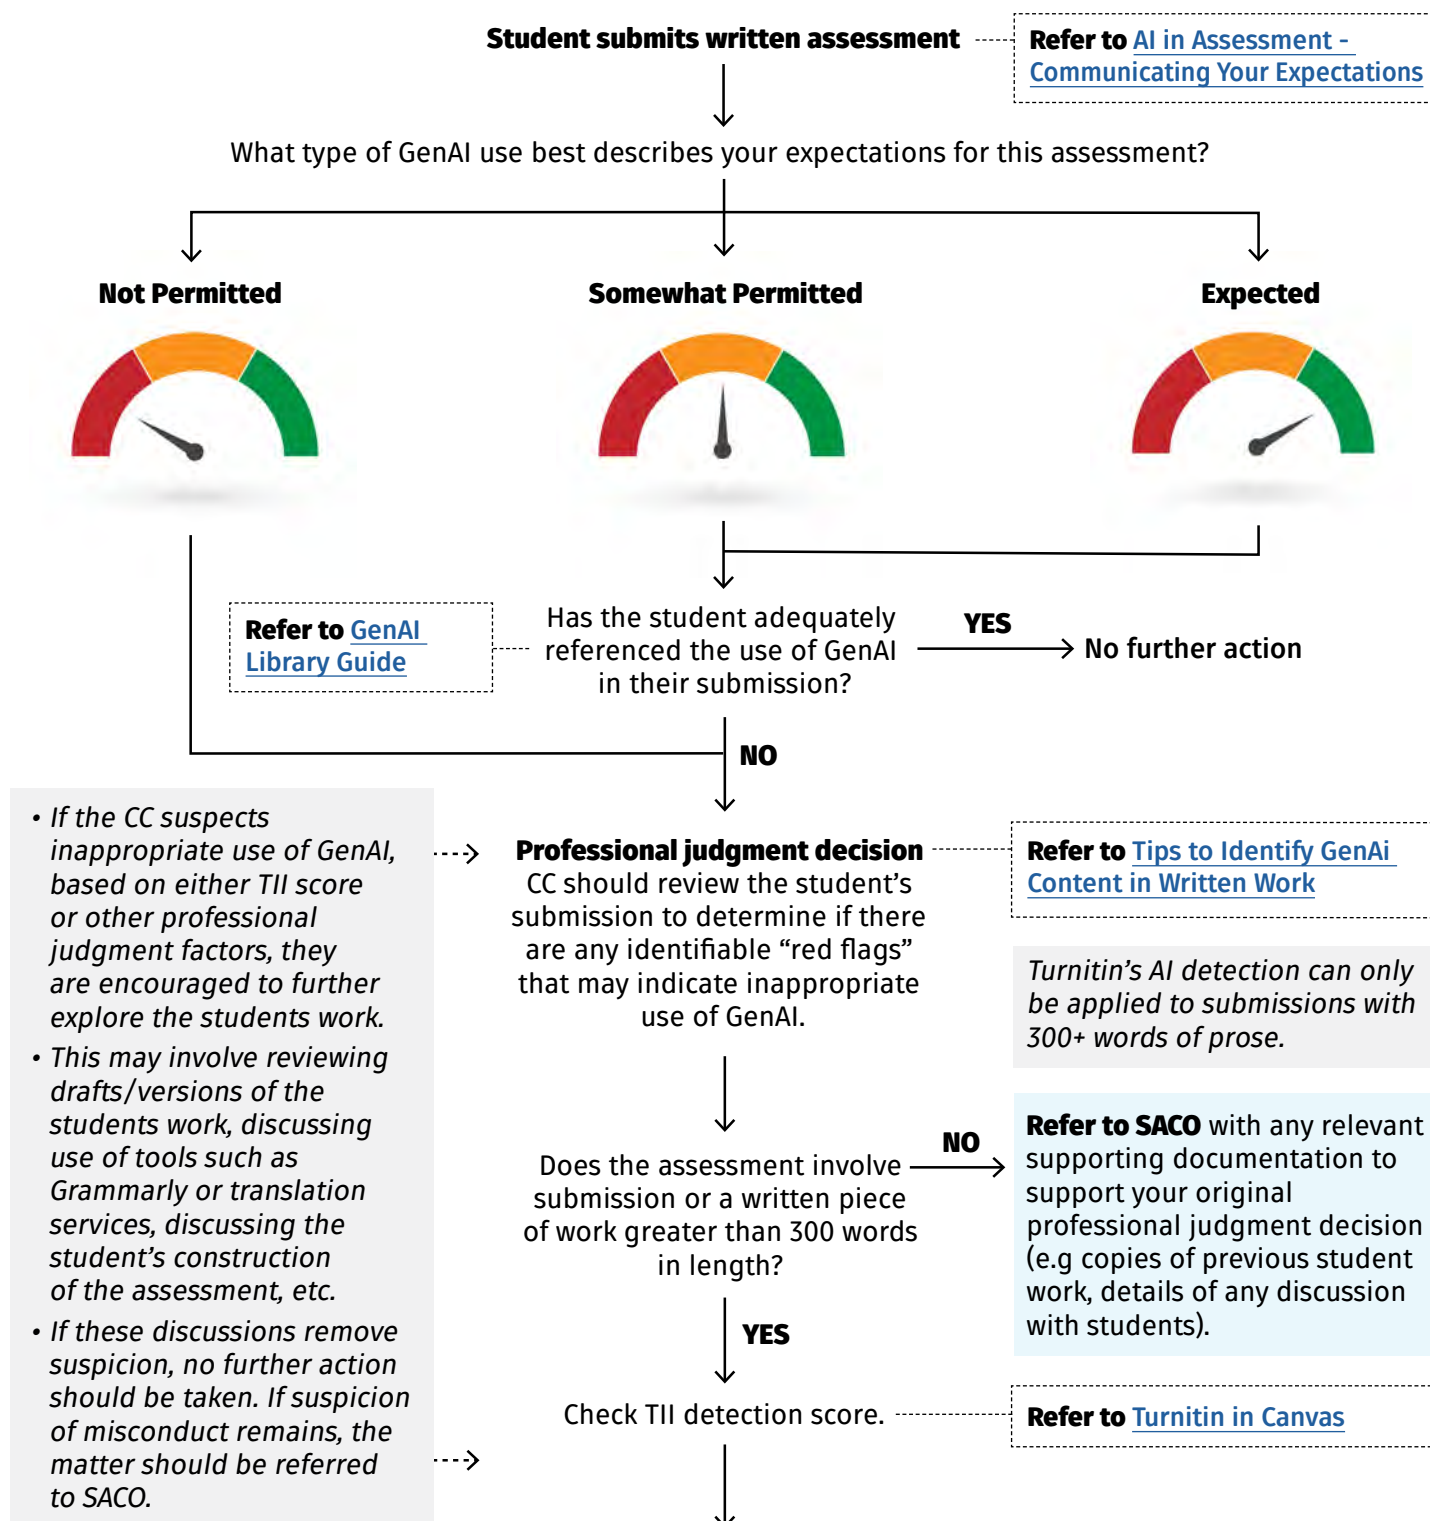 Student submits written assessment
Refer to AI in Assessment -
Communicating Your Expectations
What type of GenAI use best describes your expectations for this assessment?
Not Permitted
Somewhat Permitted
Expected
Refer to GenAI
Library Guide
Has the student adequately
referenced the use of GenAI
in their submission?
YES
No further action
NO
• If the CC suspects
inappropriate use of GenAI,
based on either TII score
or other professional
judgment factors, they
are encouraged to further
explore the students work.
• This may involve reviewing
drafts/versions of the
students work, discussing
use of tools such as
Grammarly or translation
services, discussing the
student’s construction
of the assessment, etc.
• If these discussions remove
suspicion, no further action
should be taken. If suspicion
of misconduct remains, the
matter should be referred
to SACO.
Professional judgment decision
CC should review the student’s
submission to determine if there
are any identifiable “red flags”
that may indicate inappropriate
use of GenAI.
Refer to Tips to Identify GenAi
Content in Written Work
Turnitin’s AI detection can only
be applied to submissions with
300+ words of prose.
Does the assessment involve
submission or a written piece
of work greater than 300 words
in length?
NO
Refer to SACO with any relevant
supporting documentation to
support your original
professional judgment decision
(e.g copies of previous student
work, details of any discussion
with students).
YES
Check TII detection score.
Refer to Turnitin in Canvas